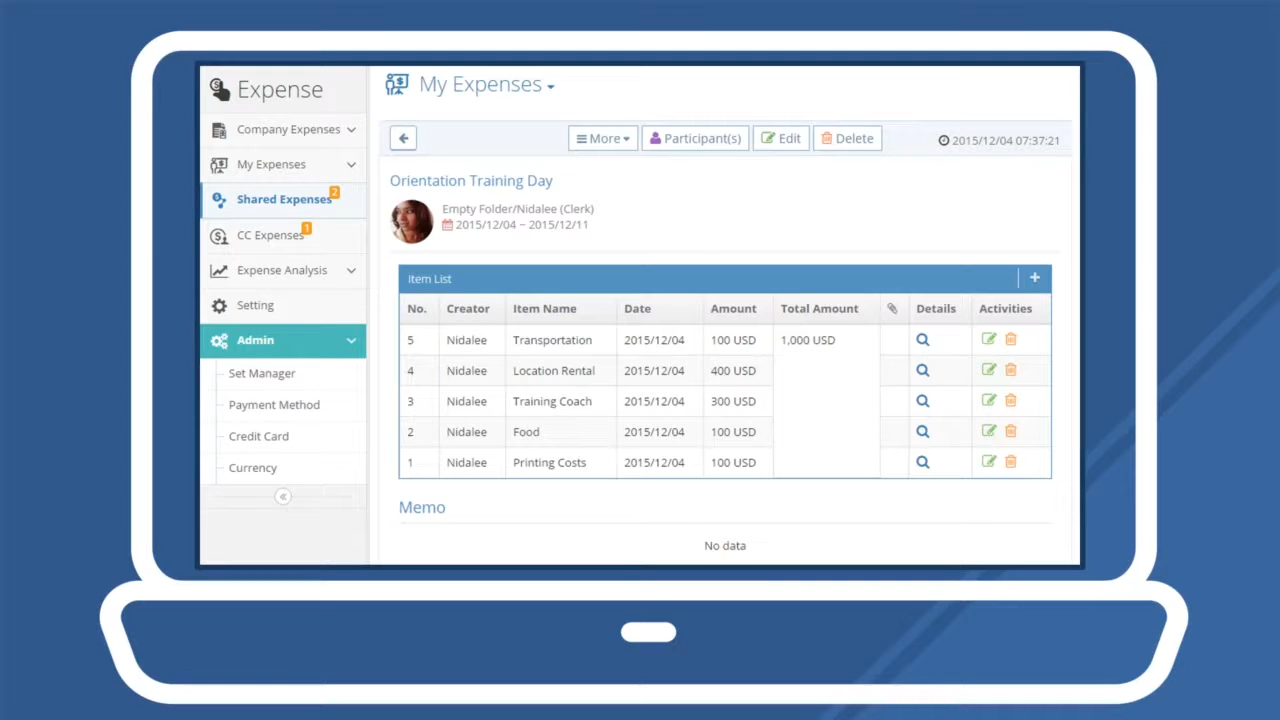 Expense
Company Expenses
My Expenses
Shared Expenses 2
CC Expenses 1
Expense Analysis
Setting
Admin
Set Manager
Payment Method
Credit Card
Currency
My Expenses
More Participant(s) Edit Delete 2015/12/04 07:37:21
Orientation Training Day
Empty Folder/Nidalee (Clerk)
2015/12/04 ~ 2015/12/11
Item List +
No. Creator Item Name Date Amount Total Amount Details Activities
5 Nidalee Transportation 2015/12/04 100 USD 1,000 USD
4 Nidalee Location Rental 2015/12/04 400 USD
3 Nidalee Training Coach 2015/12/04 300 USD
2 Nidalee Food 2015/12/04 100 USD
1 Nidalee Printing Costs 2015/12/04 100 USD
Memo
No data